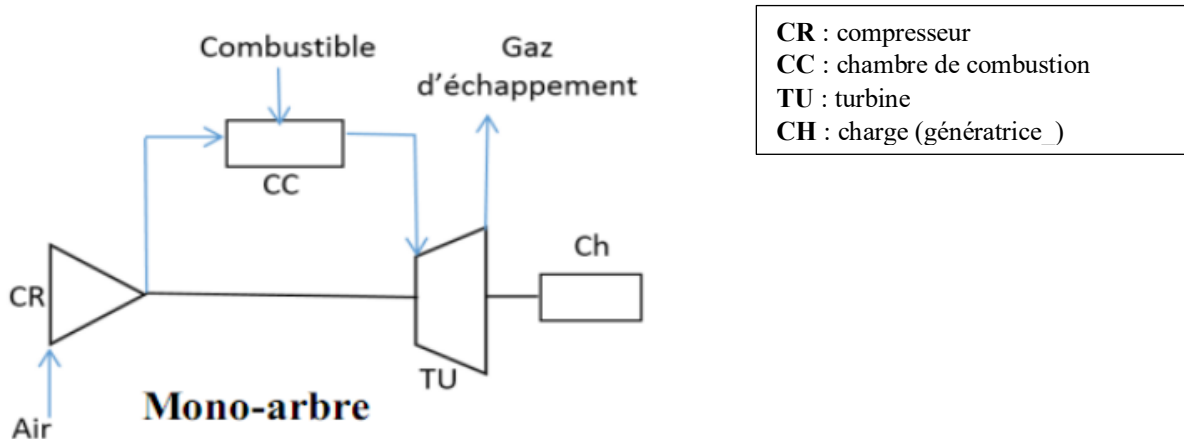 Combustible
Gaz
d'échappement
CC
CR
Ch
TU
Mono-arbre
Air
CR : compresseur
CC : chambre de combustion
TU : turbine
CH : charge (génératrice_)